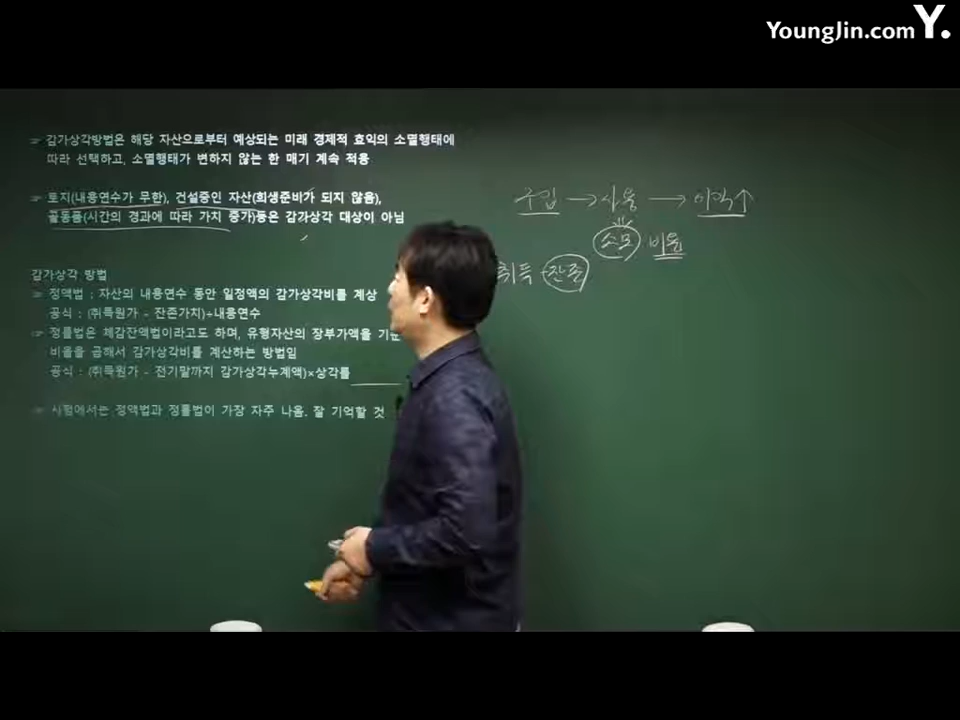 YoungJin.com Y.
☞ 감가상각방법은 해당 자산으로부터 예상되는 미래 경제적 효익의 소멸행태에
따라 선택하고, 소멸행태가 변하지 않는 한 매기 계속 적용
☞ 토지(내용연수가 무한), 건설중인 자산(희생준비가 되지 않음),
골동품(시간의 경과에 따라 가치 증가)등은 감가상각 대상이 아님
구입 → 사용 → 이익↑
소모 비용
취득 - 잔존
감가상각 방법
☞ 정액법 : 자산의 내용연수 동안 일정액의 감가상각비를 계상
공식 : (취득원가 - 잔존가치)÷내용연수
☞ 정률법은 체감잔액법이라고도 하며, 유형자산의 장부가액을 기준
비율을 곱해서 감가상각비를 계산하는 방법임
공식 : (취득원가 - 전기말까지 감가상각누계액)×상각률
☞ 시험에서는 정액법과 정률법이 가장 자주 나옴. 잘 기억할 것